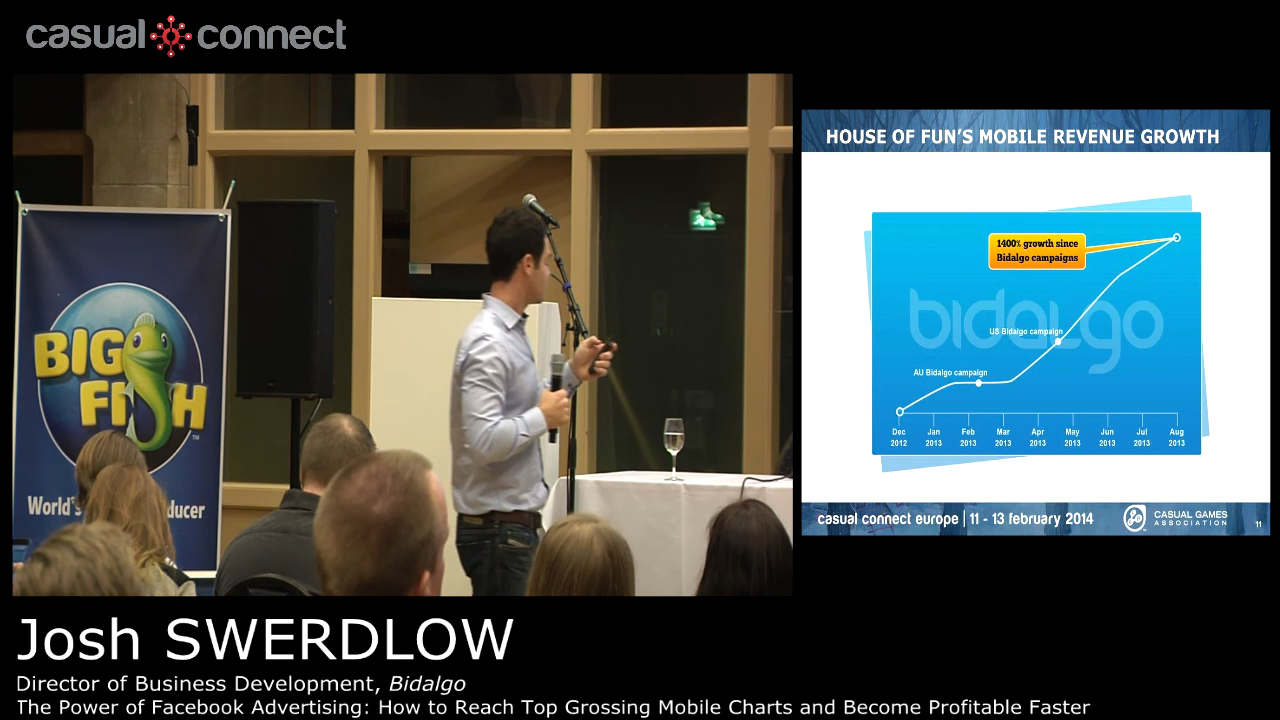 casual connect
BIG
FISH
TM
World's
ducer
HOUSE OF FUN'S MOBILE REVENUE GROWTH
1400% growth since
Bidalgo campaigns
bidalgo
US Bidalgo campaign
AU Bidalgo campaign
Dec Jan Feb Mar Apr May Jun Jul Aug
2012 2013 2013 2013 2013 2013 2013 2013 2013
casual connect europe | 11 - 13 february 2014
CASUAL GAMES
ASSOCIATION
11
Josh SWERDLOW
Director of Business Development, Bidalgo
The Power of Facebook Advertising: How to Reach Top Grossing Mobile Charts and Become Profitable Faster